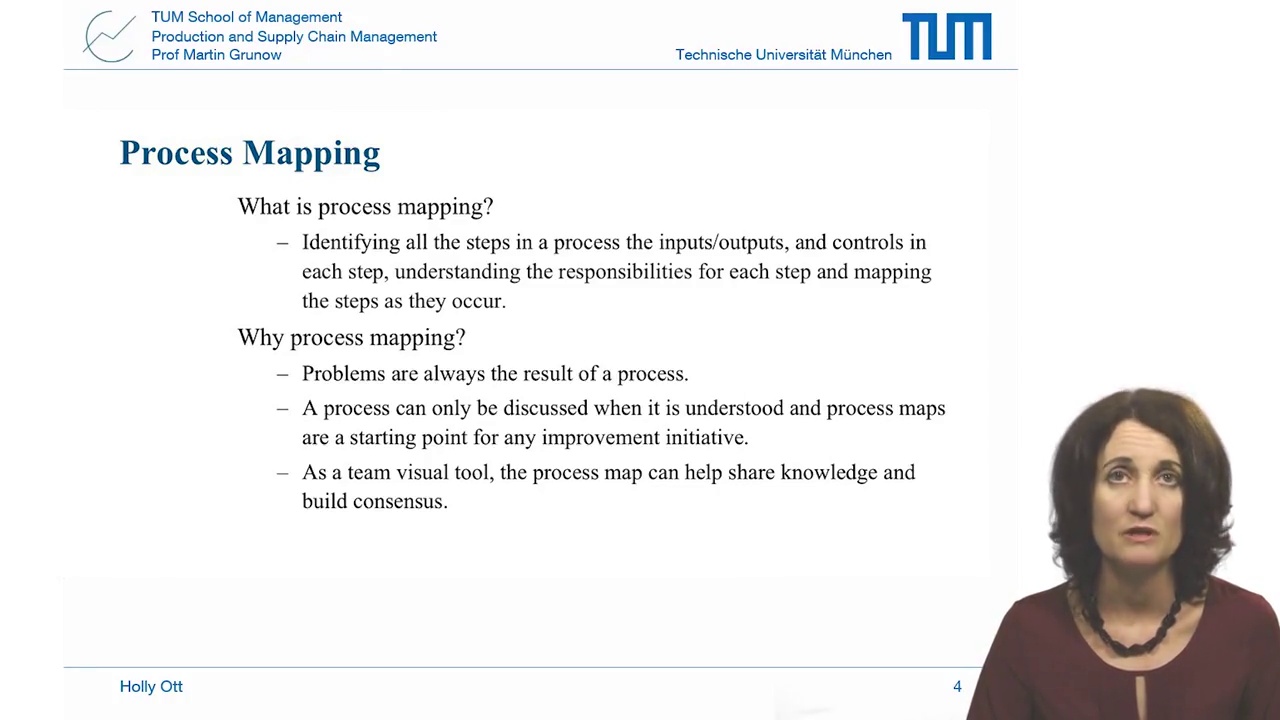 TUM School of Management
Production and Supply Chain Management
Prof Martin Grunow
Technische Universität München
TUM
Process Mapping
What is process mapping?
– Identifying all the steps in a process the inputs/outputs, and controls in
each step, understanding the responsibilities for each step and mapping
the steps as they occur.
Why process mapping?
– Problems are always the result of a process.
– A process can only be discussed when it is understood and process maps
are a starting point for any improvement initiative.
– As a team visual tool, the process map can help share knowledge and
build consensus.
Holly Ott
4